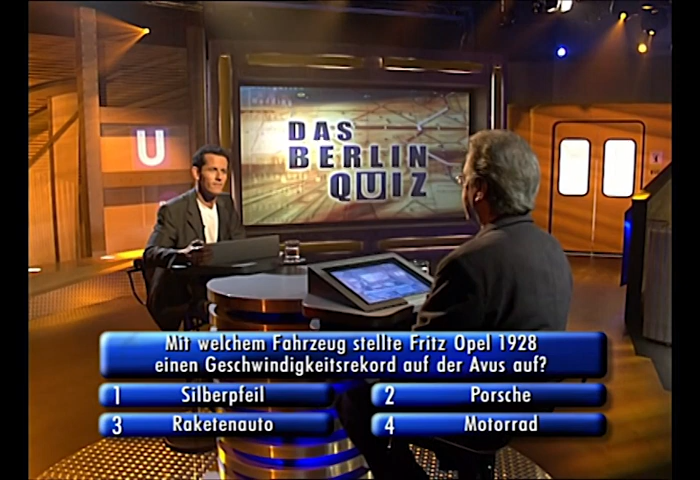 U
DAS
BERLIN
QUIZ
Mit welchem Fahrzeug stellte Fritz Opel 1928
einen Geschwindigkeitsrekord auf der Avus auf?
1 Silberpfeil
2 Porsche
3 Raketenauto
4 Motorrad